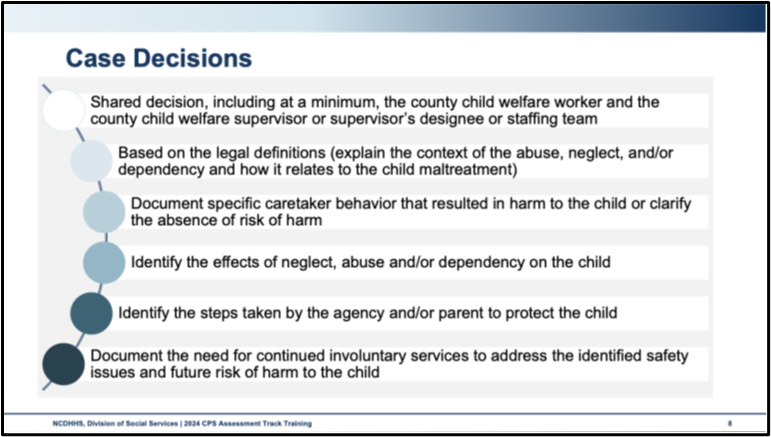 Case Decisions
Shared decision, including at a minimum, the county child welfare worker and the
county child welfare supervisor or supervisor's designee or staffing team
Based on the legal definitions (explain the context of the abuse, neglect, and/or
dependency and how it relates to the child maltreatment)
Document specific caretaker behavior that resulted in harm to the child or clarify
the absence of risk of harm
Identify the effects of neglect, abuse and/or dependency on the child
Identify the steps taken by the agency and/or parent to protect the child
Document the need for continued involuntary services to address the identified safety
issues and future risk of harm to the child
NCDHHS, Division of Social Services | 2024 CPS Assessment Track Training
8